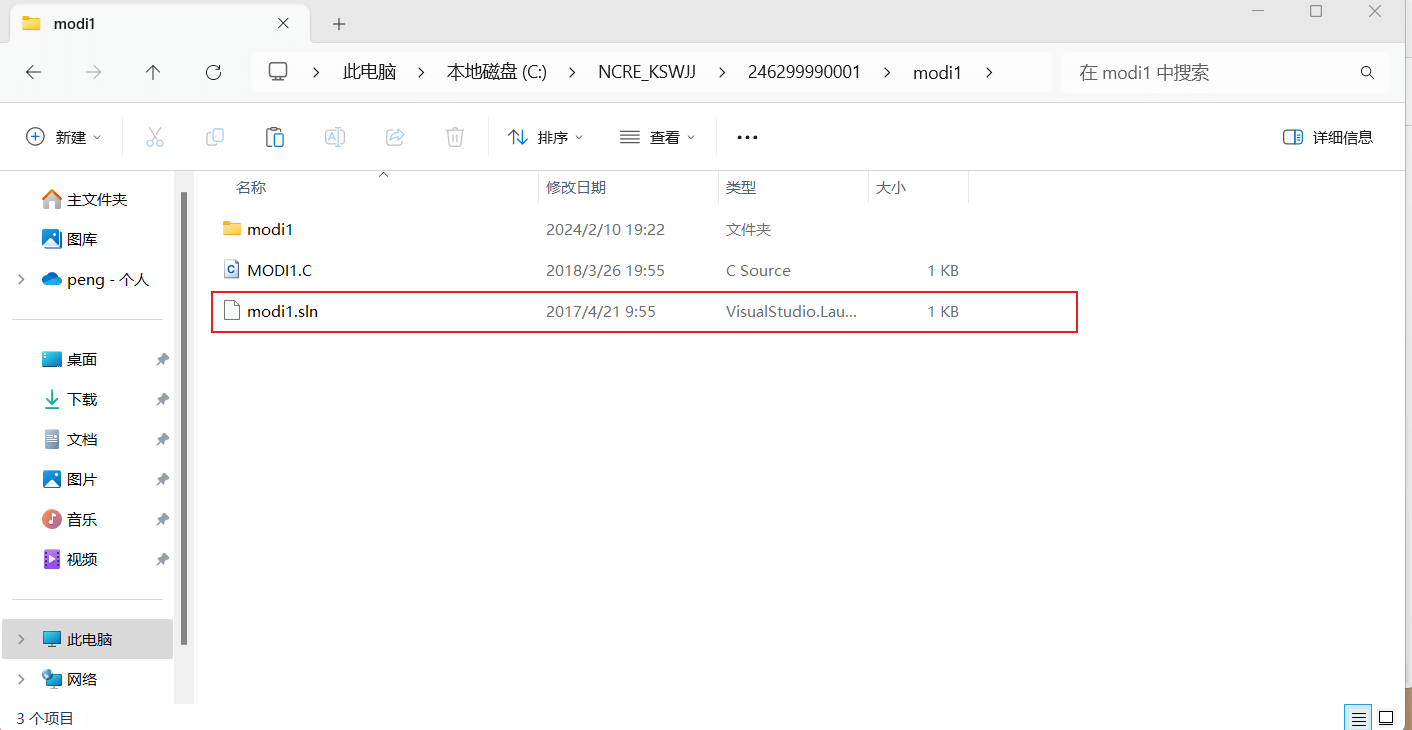 modi1
此电脑 本地磁盘 (C:) NCRE_KSWJJ 246299990001 modi1 在 modi1 中搜索
新建 排序 查看 详细信息
名称 修改日期 类型 大小
modi1 2024/2/10 19:22 文件夹
MODI1.C 2018/3/26 19:55 C Source 1 KB
modi1.sln 2017/4/21 9:55 VisualStudio.Lau... 1 KB
主文件夹
图库
peng - 个人
桌面
下载
文档
图片
音乐
视频
此电脑
网络
3 个项目